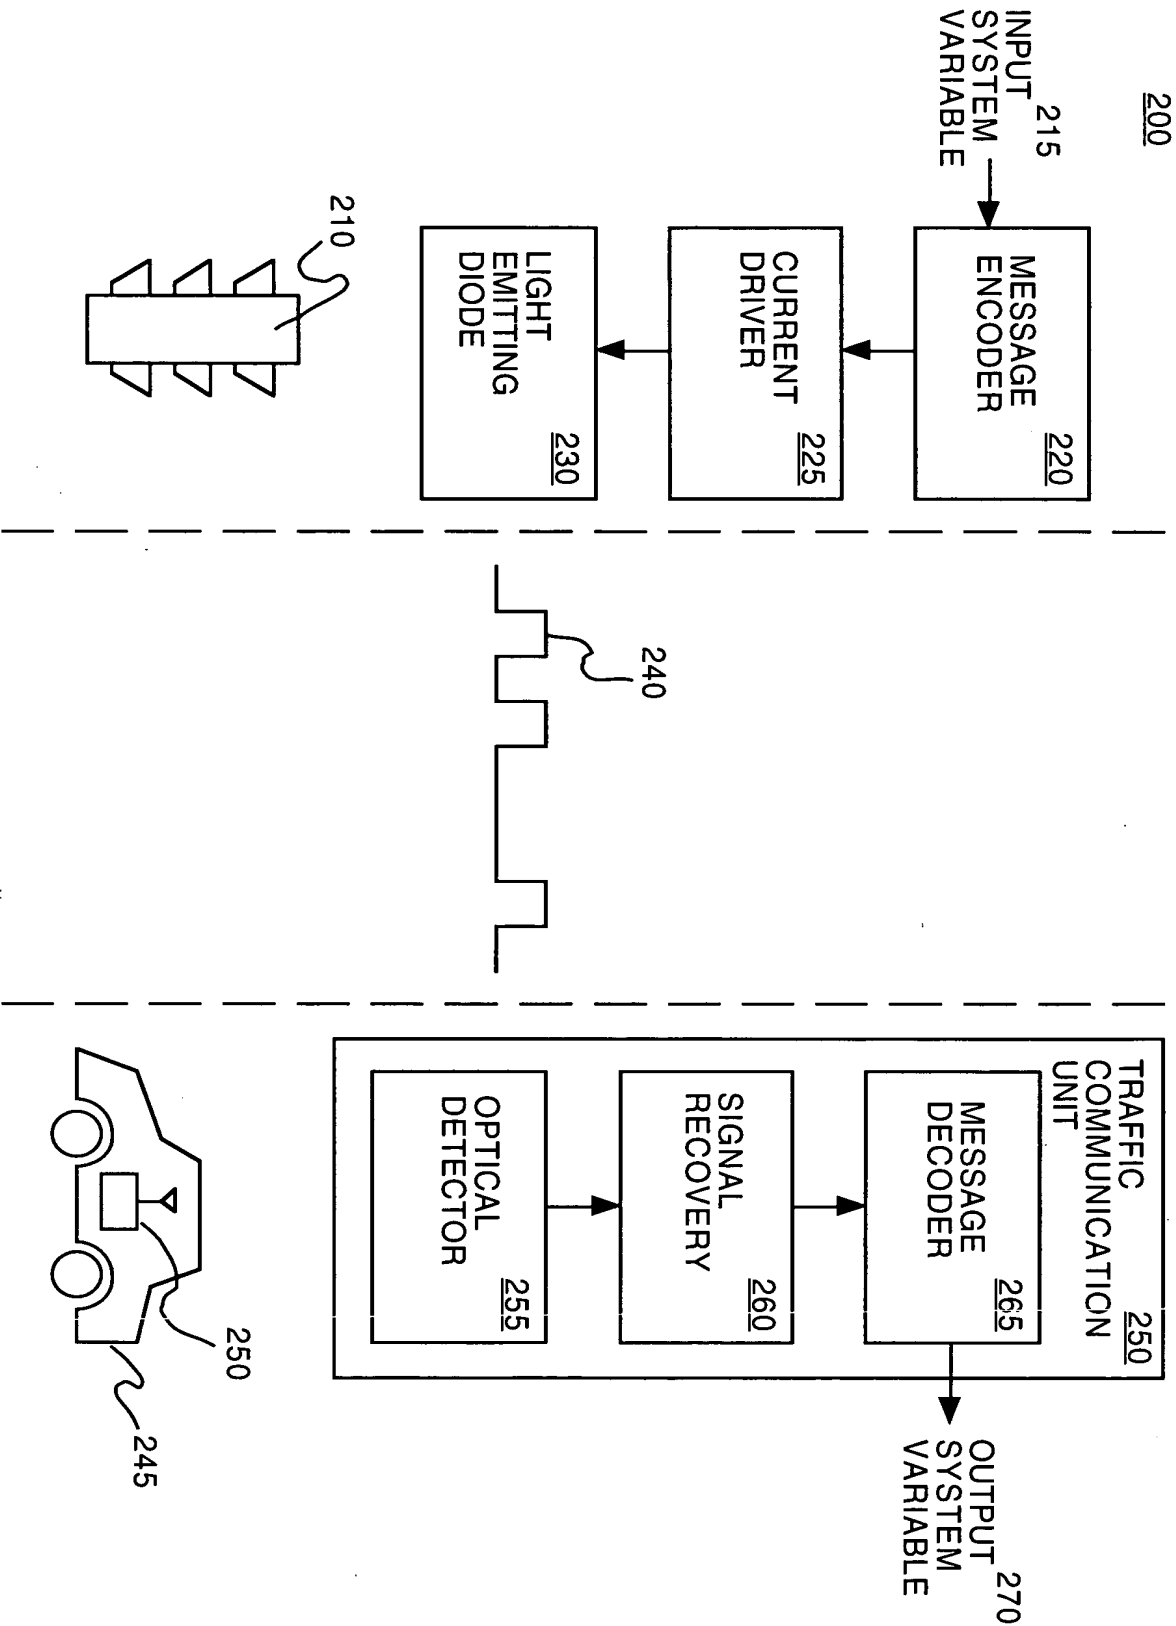 200
215
INPUT
SYSTEM
VARIABLE
MESSAGE
ENCODER
220
CURRENT
DRIVER
225
LIGHT
EMITTING
DIODE
230
210
240
TRAFFIC
COMMUNICATION
UNIT
250
MESSAGE
DECODER
265
SIGNAL
RECOVERY
260
OPTICAL
DETECTOR
255
OUTPUT
SYSTEM
VARIABLE
270
250
245